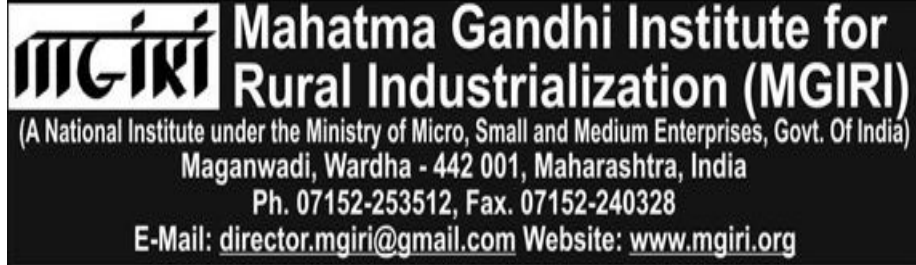 MGIRI
Mahatma Gandhi Institute for
Rural Industrialization (MGIRI)
(A National Institute under the Ministry of Micro, Small and Medium Enterprises, Govt. Of India)
Maganwadi, Wardha - 442 001, Maharashtra, India
Ph. 07152-253512, Fax. 07152-240328
E-Mail: director.mgiri@gmail.com Website: www.mgiri.org